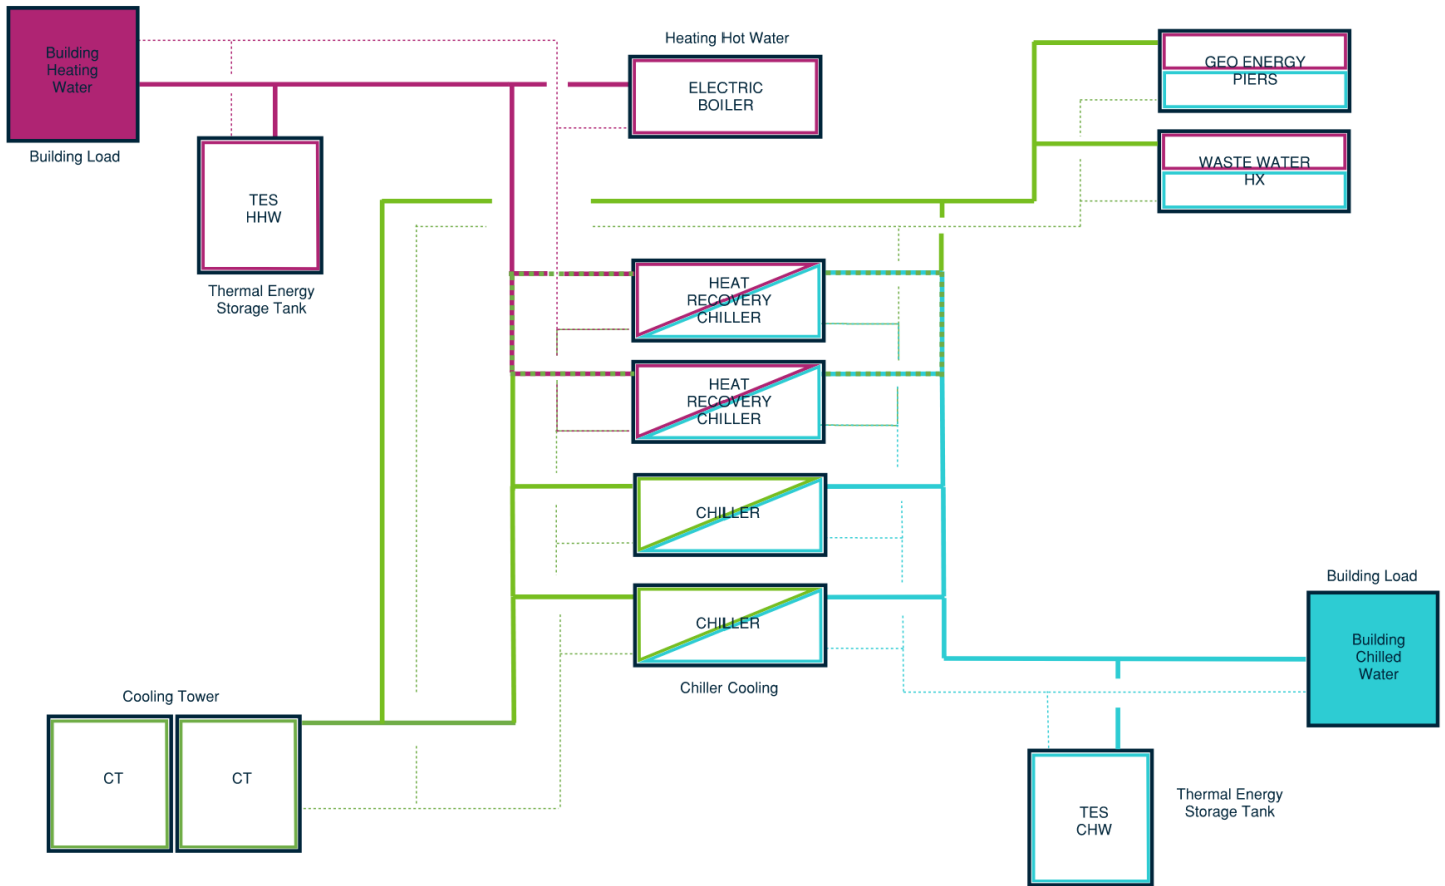 Building
Heating
Water
Building Load
Heating Hot Water
ELECTRIC
BOILER
GEO ENERGY
PIERS
WASTE WATER
HX
TES
HHW
Thermal Energy
Storage Tank
HEAT
RECOVERY
CHILLER
HEAT
RECOVERY
CHILLER
CHILLER
CHILLER
Chiller Cooling
Building Load
Building
Chilled
Water
Cooling Tower
CT
CT
TES
CHW
Thermal Energy
Storage Tank